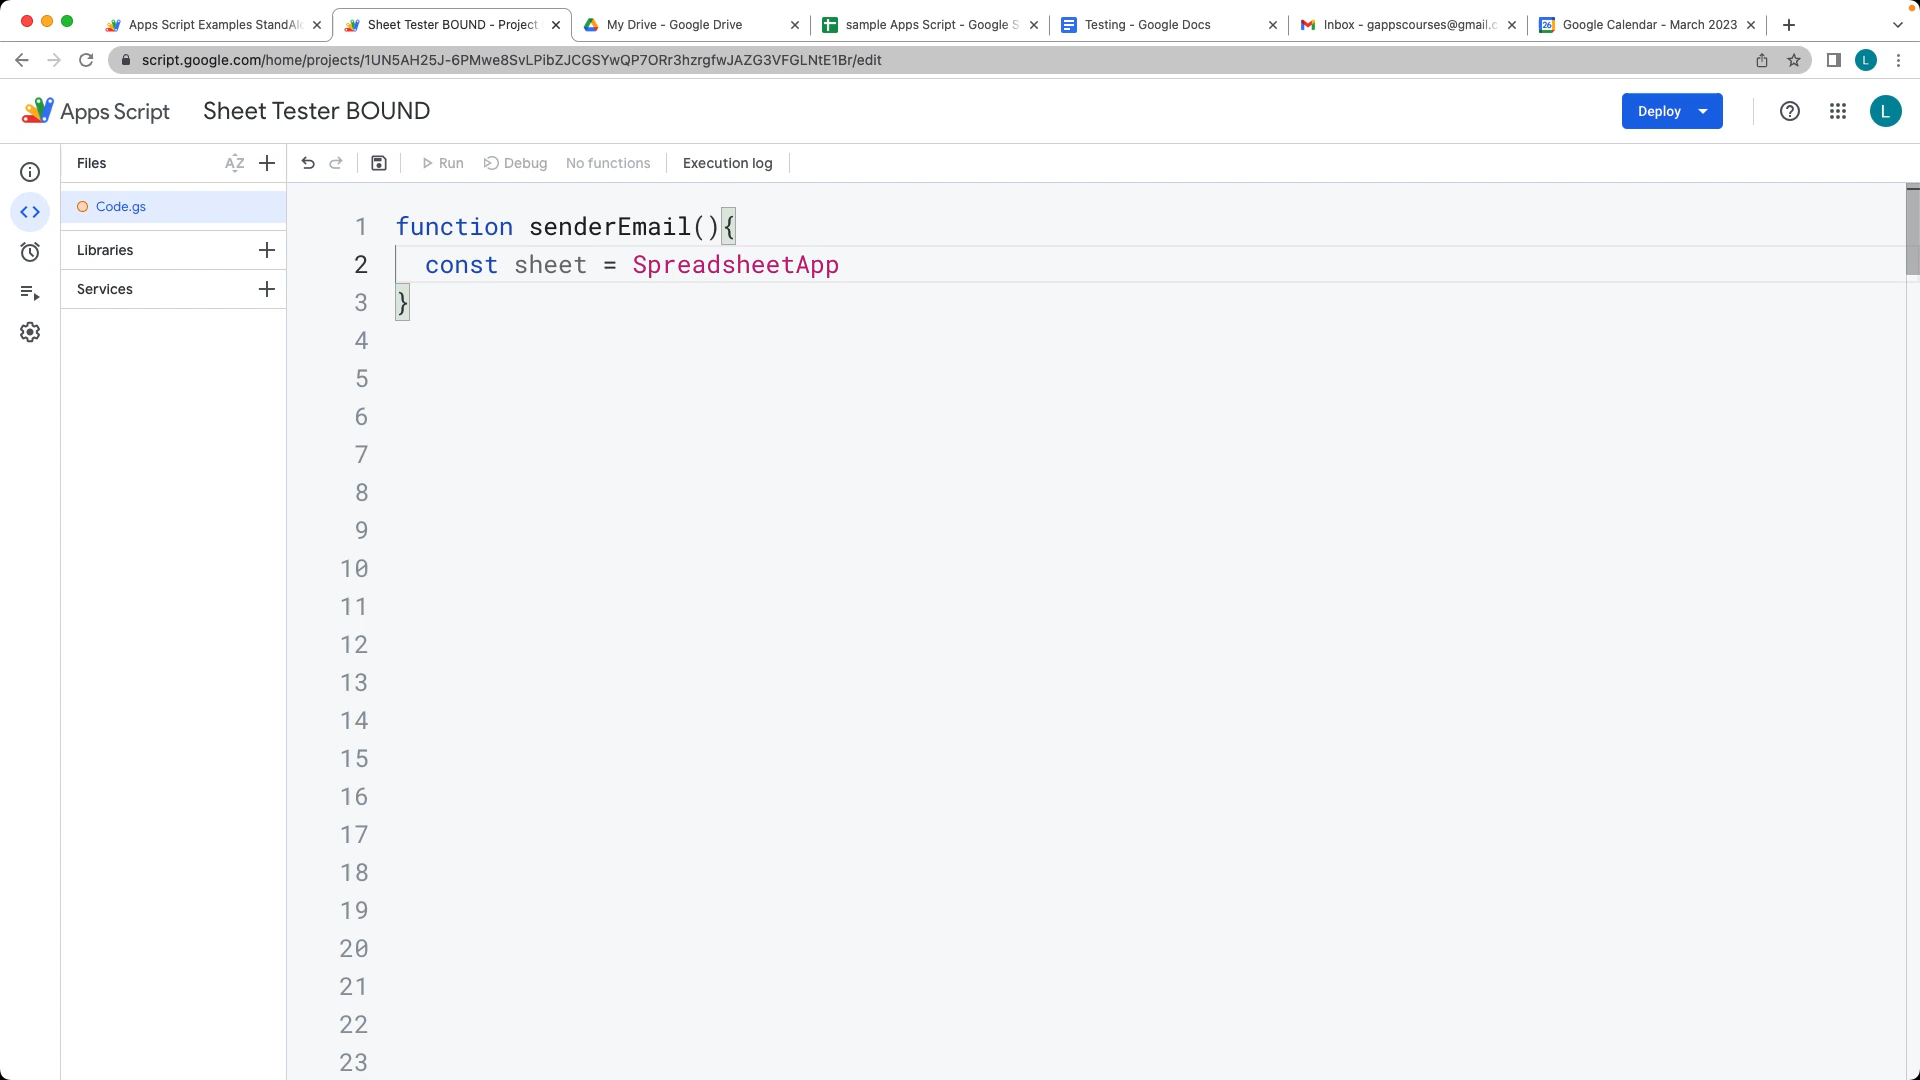 Apps Script Examples StandAl
Sheet Tester BOUND - Project
My Drive - Google Drive
sample Apps Script - Google S
Testing - Google Docs
Inbox - gappscourses@gmail.c
26
Google Calendar - March 2023
script.google.com/home/projects/1UN5AH25J-6PMwe8SvLPibZJCGSYwQP7ORr3hzrgfwJAZG3VFGLNtE1Br/edit
L
Apps Script
Sheet Tester BOUND
Deploy
L
Files
AZ
Run
Debug
No functions
Execution log
Code.gs
Libraries
Services
1 function senderEmail(){
2 const sheet = SpreadsheetApp
3 }
4
5
6
7
8
9
10
11
12
13
14
15
16
17
18
19
20
21
22
23